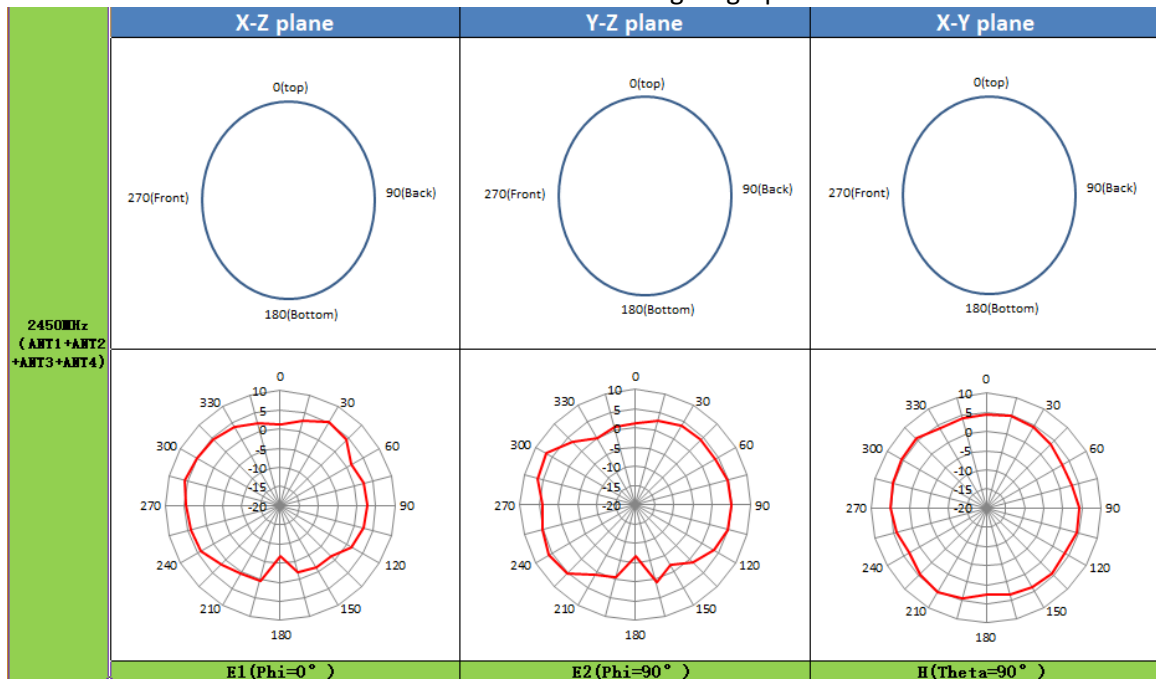 X-Z plane
Y-Z plane
X-Y plane
2450MHz
(ANT1+ANT2
+ANT3+ANT4)
0(top)
270(Front)
90(Back)
180(Bottom)
0(top)
270(Front)
90(Back)
180(Bottom)
0(top)
270(Front)
90(Back)
180(Bottom)
0
30
60
90
120
150
180
210
240
270
300
330
10
5
0
-5
-10
-15
-20
0
30
60
90
120
150
180
210
240
270
300
330
10
5
0
-5
-10
-15
-20
0
30
60
90
120
150
180
210
240
270
300
330
10
5
0
-5
-10
-15
-20
E1(Phi=0° )
E2(Phi=90° )
H(Theta=90° )